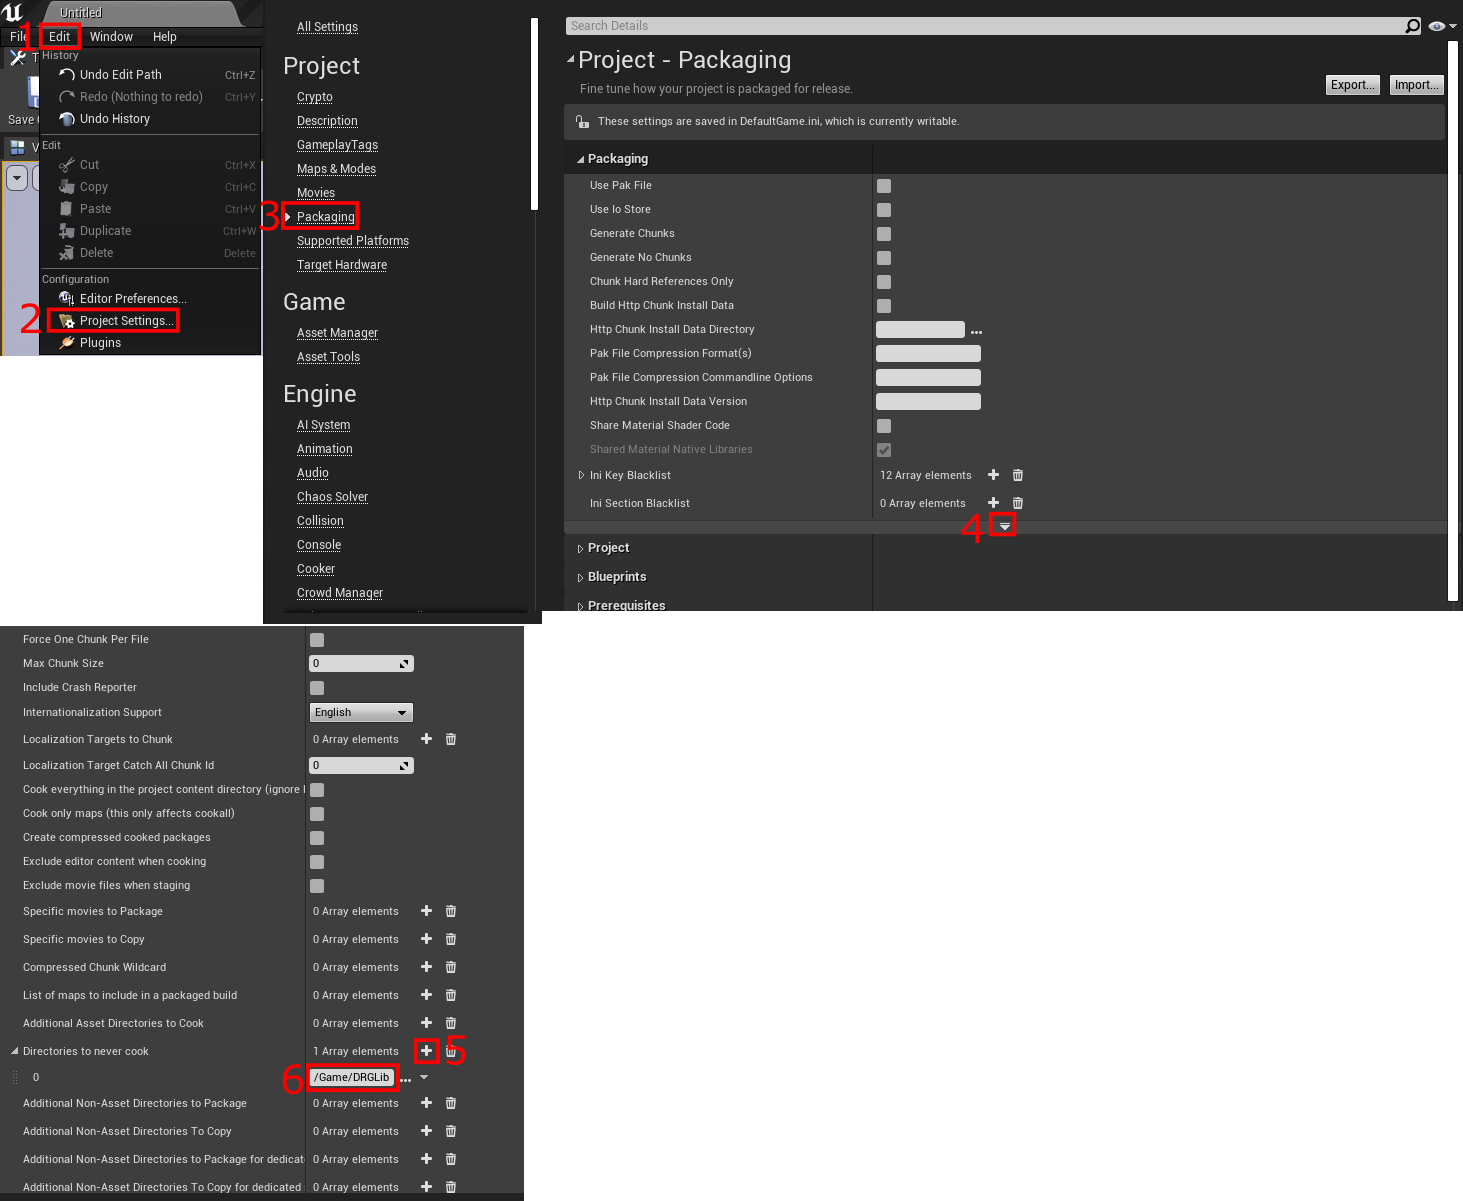 Untitled
File
1
Edit
Window
Help
History
Undo Edit Path Ctrl+Z
Redo (Nothing to redo) Ctrl+Y
Undo History
Save
Edit
Cut Ctrl+X
Copy Ctrl+C
Paste Ctrl+V
Duplicate Ctrl+W
Delete Delete
Configuration
Editor Preferences...
2 Project Settings...
Plugins
All Settings
Project
Crypto
Description
GameplayTags
Maps & Modes
Movies
3 Packaging
Supported Platforms
Target Hardware
Game
Asset Manager
Asset Tools
Engine
AI System
Animation
Audio
Chaos Solver
Collision
Console
Cooker
Crowd Manager
Search Details
Project - Packaging
Fine tune how your project is packaged for release.
Export... Import...
These settings are saved in DefaultGame.ini, which is currently writable.
Packaging
Use Pak File
Use Io Store
Generate Chunks
Generate No Chunks
Chunk Hard References Only
Build Http Chunk Install Data
Http Chunk Install Data Directory ...
Pak File Compression Format(s)
Pak File Compression Commandline Options
Http Chunk Install Data Version
Share Material Shader Code
Shared Material Native Libraries
Ini Key Blacklist 12 Array elements
Ini Section Blacklist 0 Array elements
4
Project
Blueprints
Prerequisites
Force One Chunk Per File
Max Chunk Size 0
Include Crash Reporter
Internationalization Support English
Localization Targets to Chunk 0 Array elements
Localization Target Catch All Chunk Id 0
Cook everything in the project content directory (ignore
Cook only maps (this only affects cookall)
Create compressed cooked packages
Exclude editor content when cooking
Exclude movie files when staging
Specific movies to Package 0 Array elements
Specific movies to Copy 0 Array elements
Compressed Chunk Wildcard 0 Array elements
List of maps to include in a packaged build 0 Array elements
Additional Asset Directories to Cook 0 Array elements
Directories to never cook 1 Array elements 5
0 6 /Game/DRGLib ...
Additional Non-Asset Directories to Package 0 Array elements
Additional Non-Asset Directories To Copy 0 Array elements
Additional Non-Asset Directories to Package for dedicat 0 Array elements
Additional Non-Asset Directories To Copy for dedicated 0 Array elements